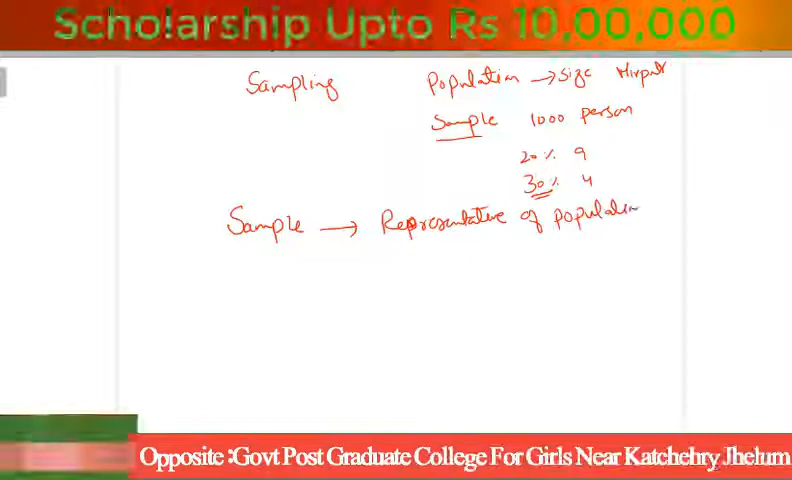 Scholarship Upto Rs 10,00,000
Sampling Population → Size Mirpur
Sample 1000 person
20 % 9
30 % 4
Sample → Representative of population
Opposite :Govt Post Graduate College For Girls Near Katchehry Jhelum